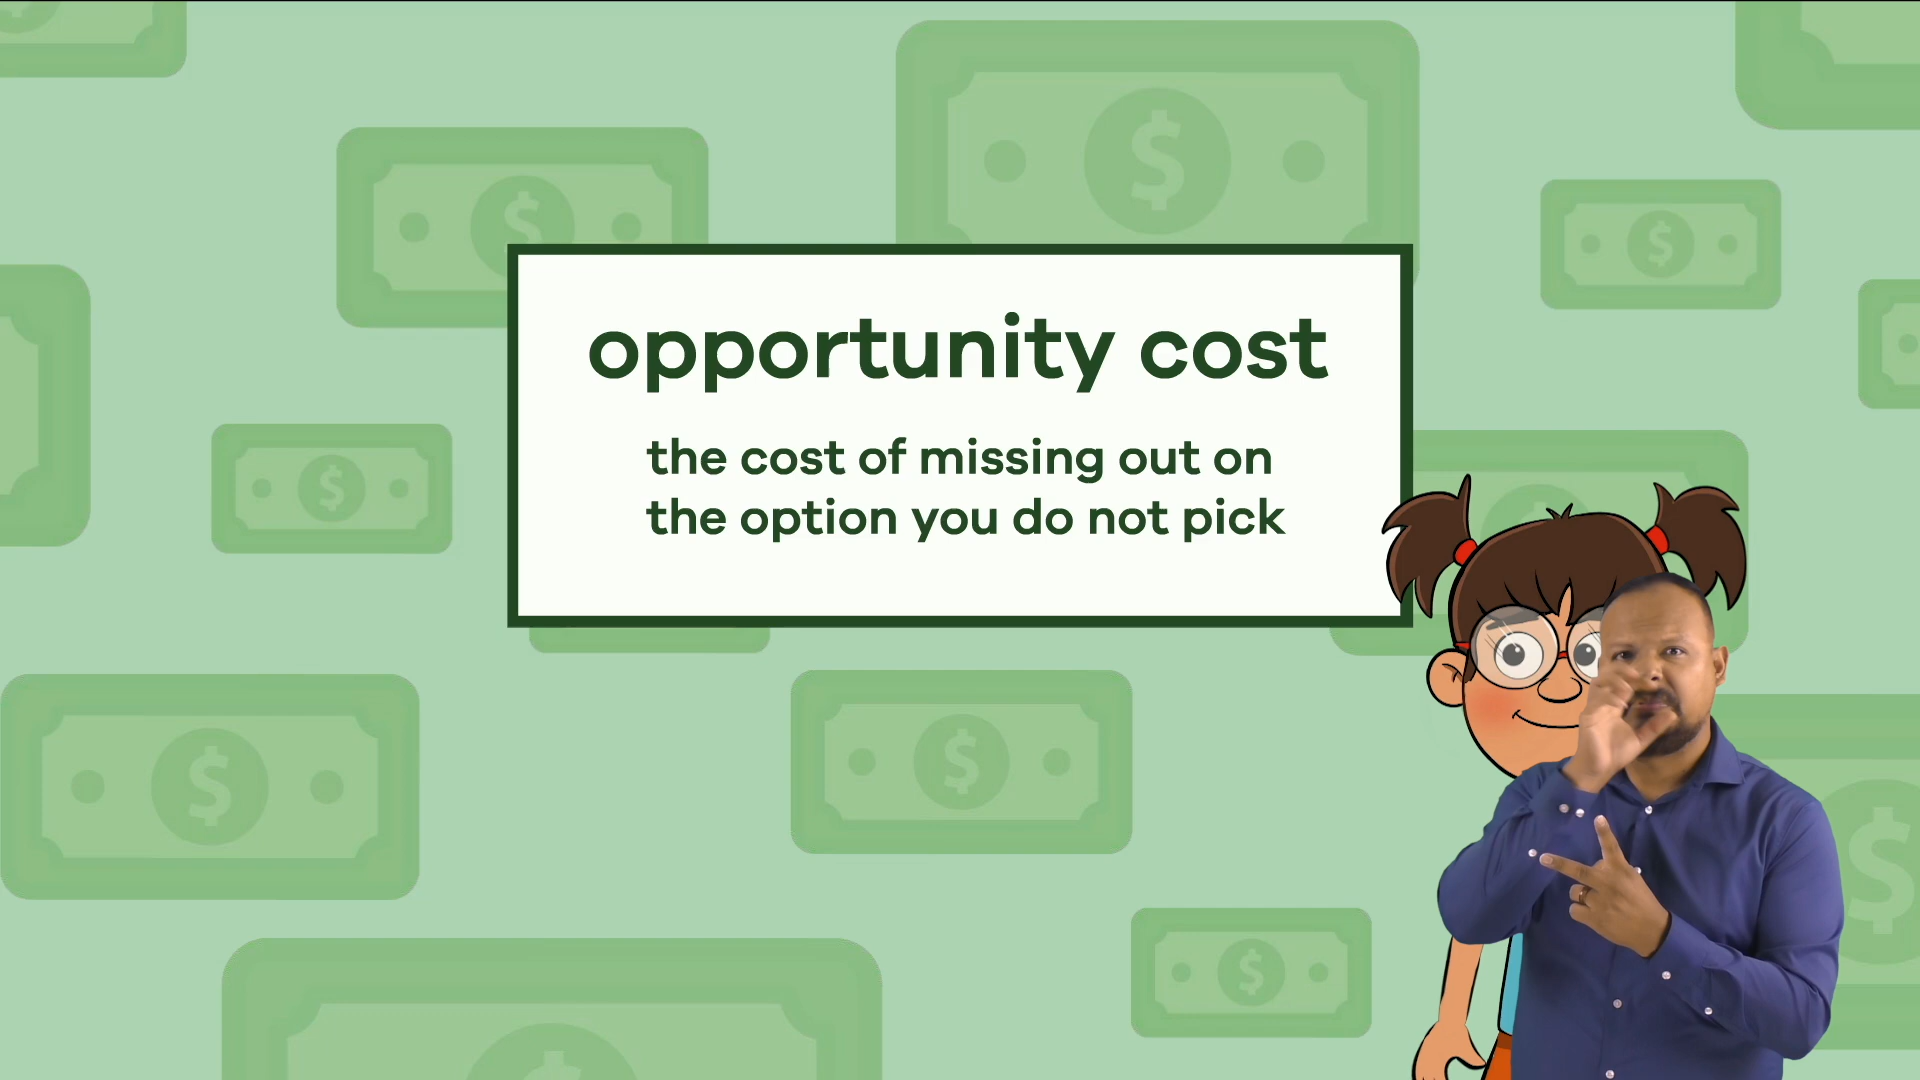 opportunity cost
the cost of missing out on
the option you do not pick